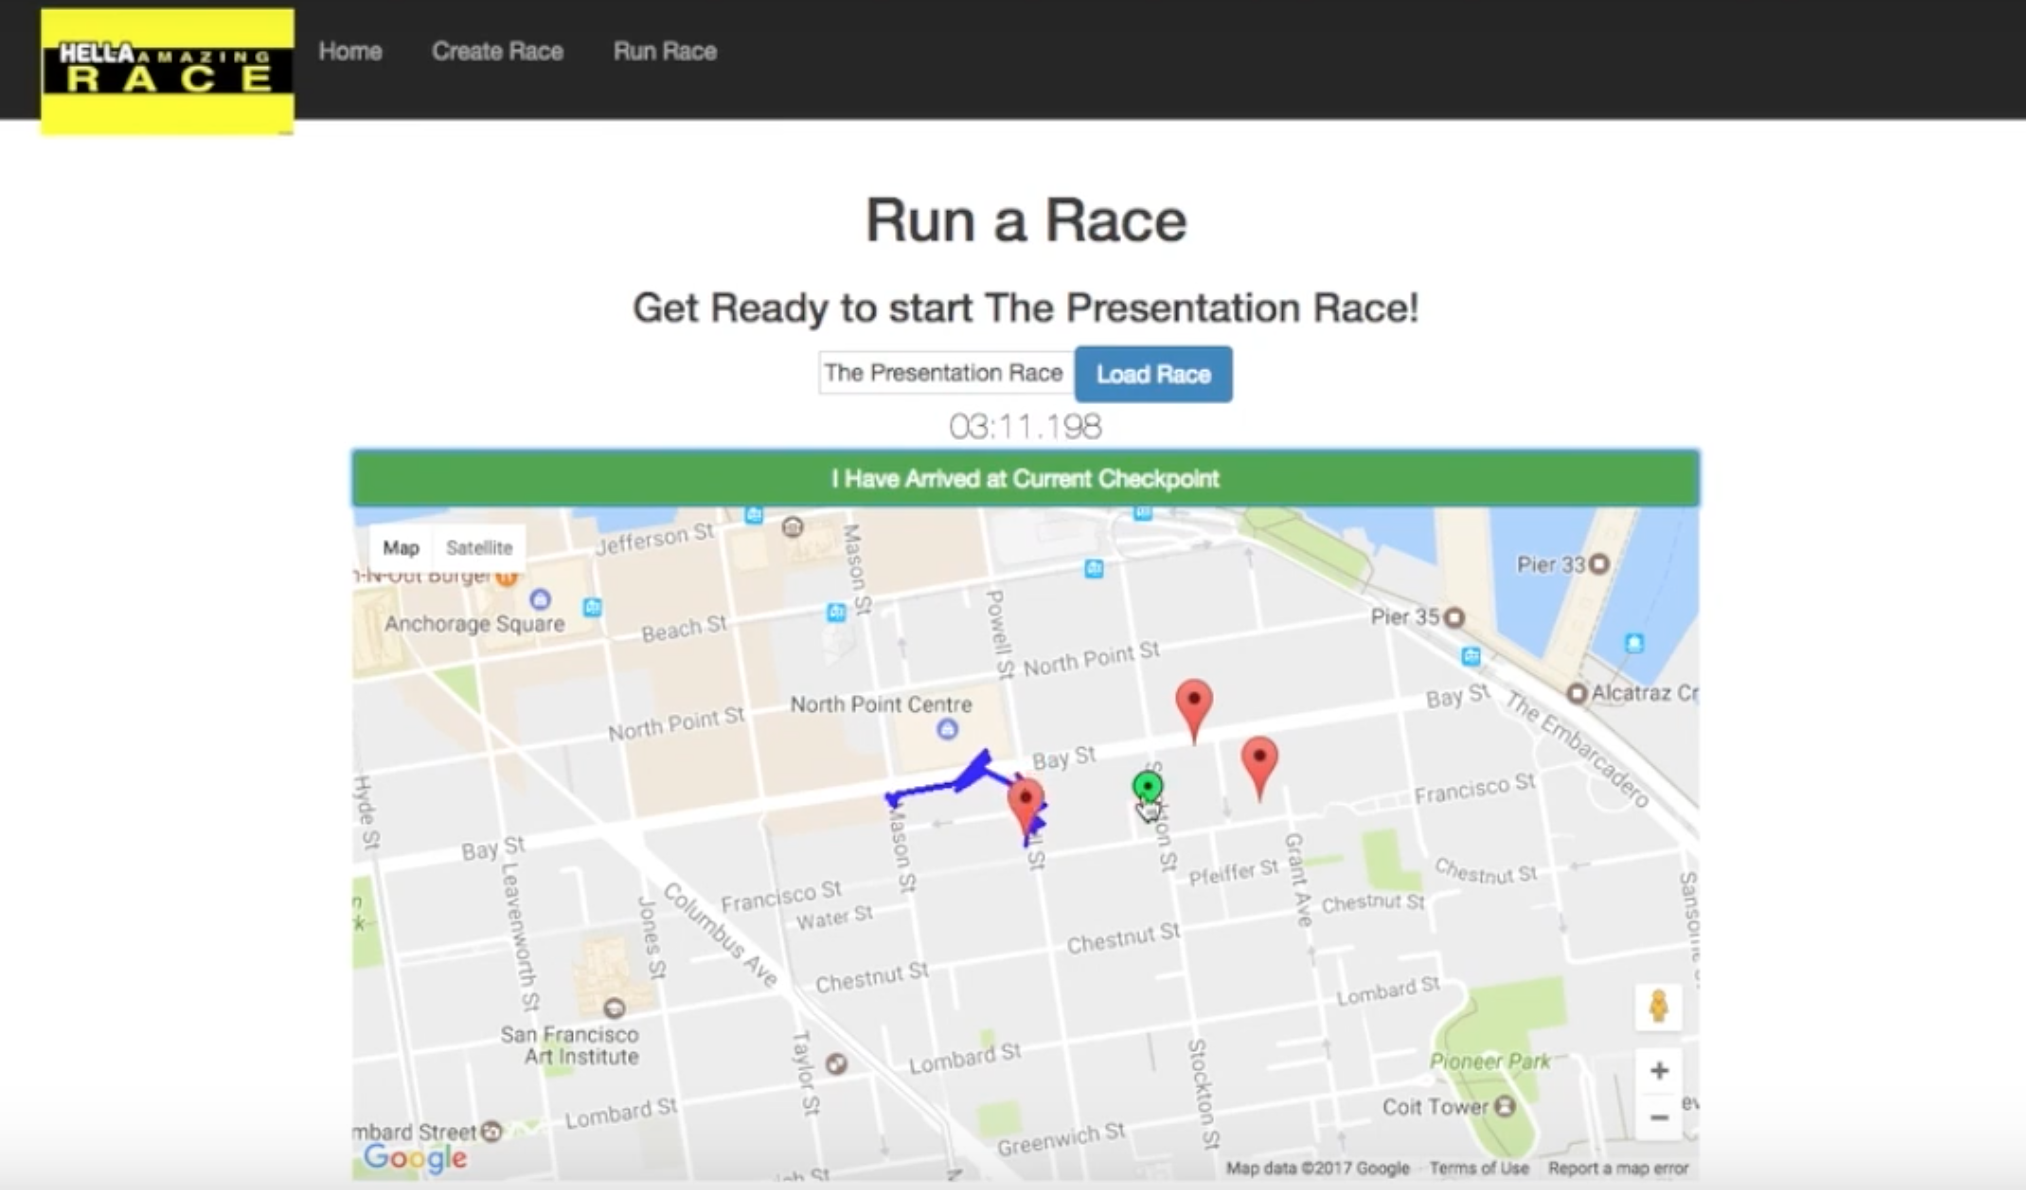 HELLA AMAZING
RACE
Home Create Race Run Race
Run a Race
Get Ready to start The Presentation Race!
The Presentation Race Load Race
03:11.198
I Have Arrived at Current Checkpoint
Map Satellite
Jefferson St
Mason St
Pier 33
n-N-Out Burger
Anchorage Square
Beach St
Powell St
Pier 35
North Point St
North Point Centre
North Point St
Bay St
Alcatraz Cr
The Embarcadero
Bay St
Hyde St
Francisco St
Mason St
Bay St
Leavenworth St
Columbus Ave
Francisco St
Water St
Pfeiffer St
Grant Ave
Chestnut St
Chestnut St
Chestnut St
Chestnut St
Jones St
Lombard St
San Francisco
Art Institute
Taylor St
Lombard St
Stockton St
Pioneer Park
Coit Tower
Lombard St
mbard Street
Greenwich St
Google
Map data ©2017 Google Terms of Use Report a map error